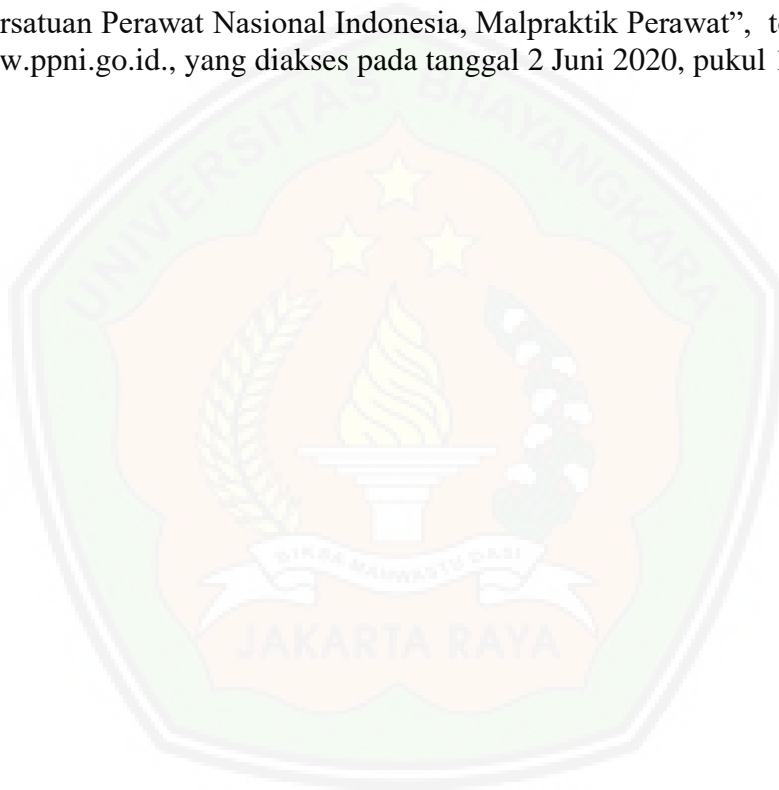 rsatuan Perawat Nasional Indonesia, Malpraktik Perawat”, t
w.ppni.go.id., yang diakses pada tanggal 2 Juni 2020, pukul 1
UNIVERSITAS BHAYANGKARA
JAKARTA RAYA